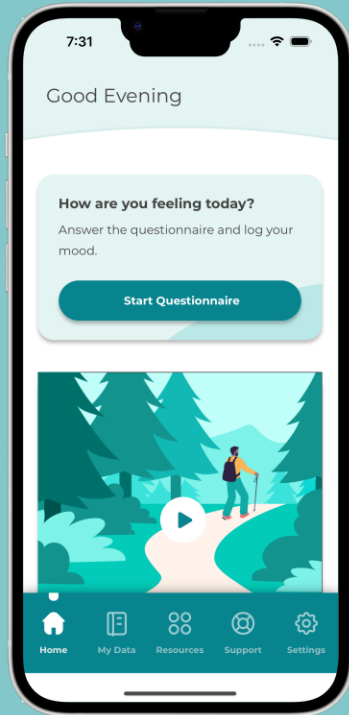 7:31
Good Evening
How are you feeling today?
Answer the questionnaire and log your
mood.
Start Questionnaire
Home My Data Resources Support Settings